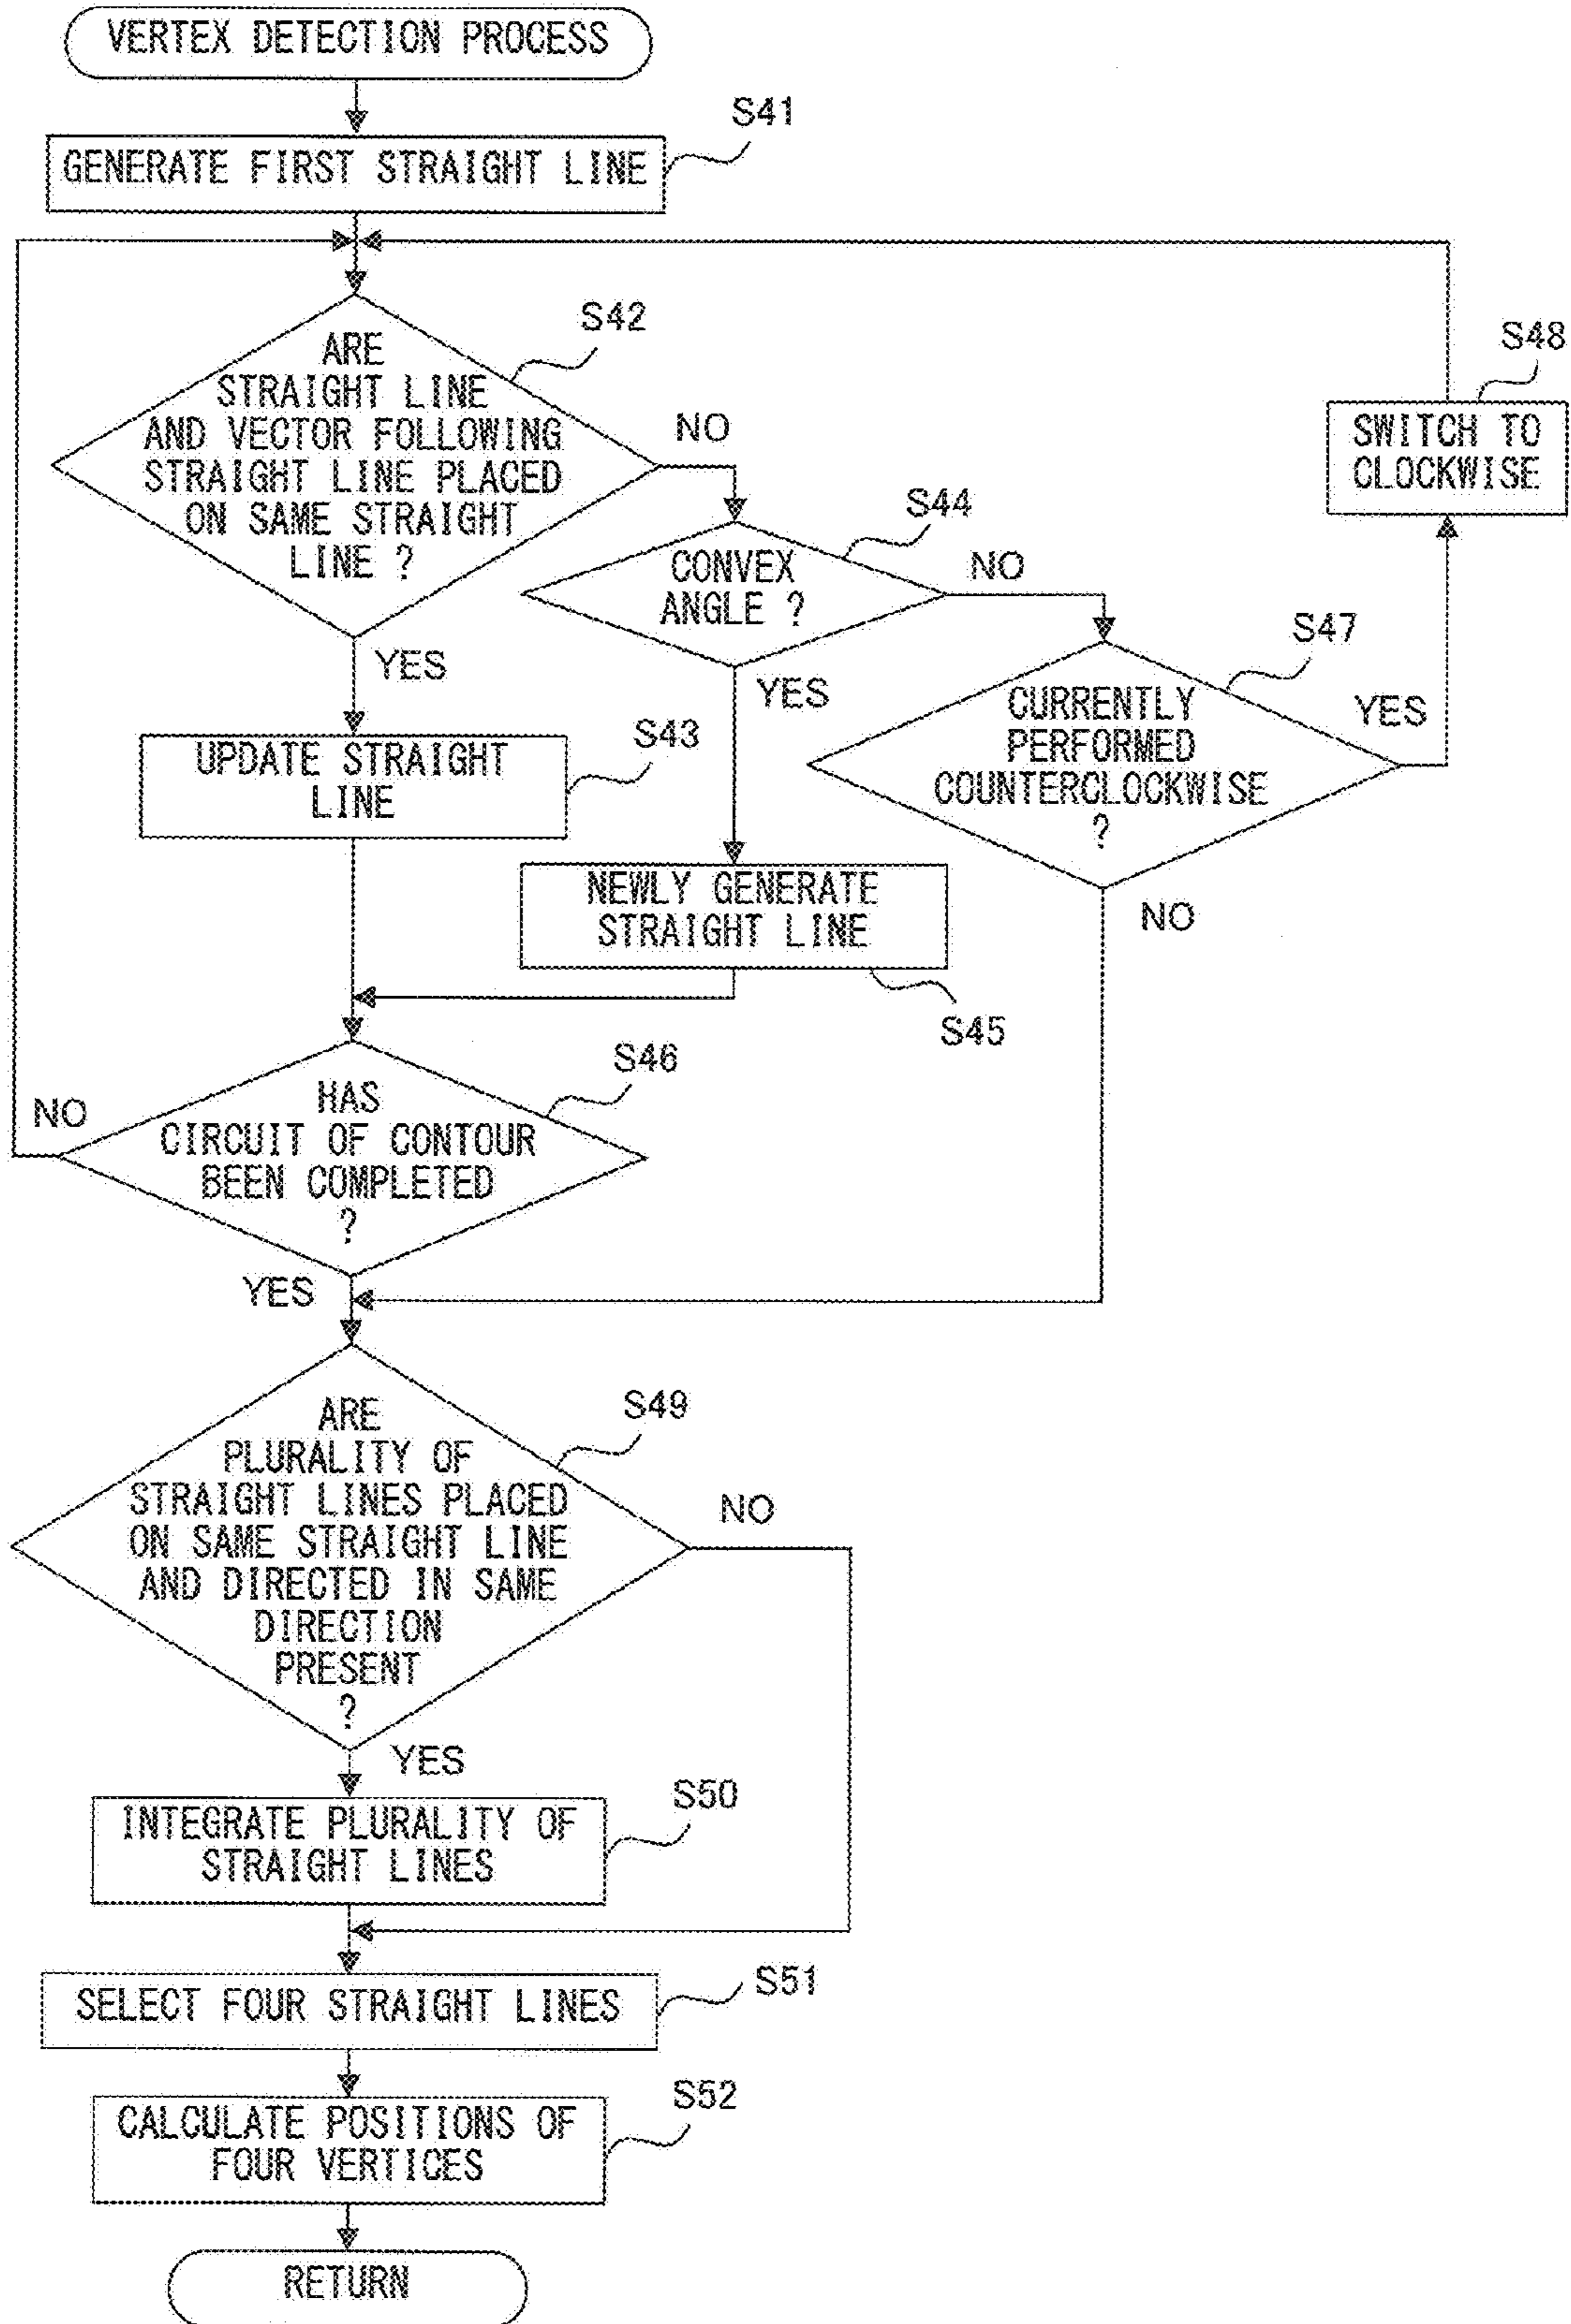 VERTEX DETECTION PROCESS
S41
GENERATE FIRST STRAIGHT LINE
S42
ARE
STRAIGHT LINE
AND VECTOR FOLLOWING
STRAIGHT LINE PLACED
ON SAME STRAIGHT
LINE ?
NO
YES
S48
SWITCH TO
CLOCKWISE
S44
CONVEX
ANGLE ?
NO
YES
S47
CURRENTLY
PERFORMED
COUNTERCLOCKWISE
?
YES
NO
S43
UPDATE STRAIGHT
LINE
NEWLY GENERATE
STRAIGHT LINE
S45
S46
HAS
CIRCUIT OF CONTOUR
BEEN COMPLETED
?
NO
YES
S49
ARE
PLURALITY OF
STRAIGHT LINES PLACED
ON SAME STRAIGHT LINE
AND DIRECTED IN SAME
DIRECTION
PRESENT
?
NO
YES
S50
INTEGRATE PLURALITY OF
STRAIGHT LINES
S51
SELECT FOUR STRAIGHT LINES
S52
CALCULATE POSITIONS OF
FOUR VERTICES
RETURN